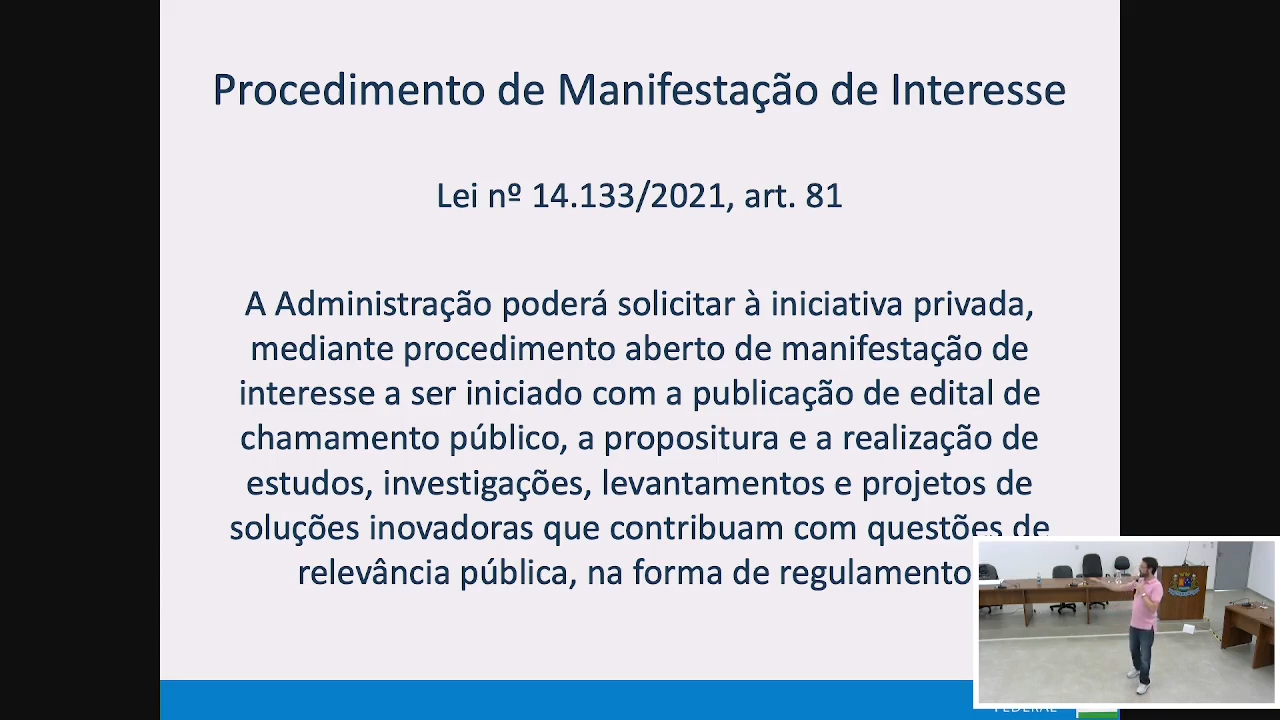 Procedimento de Manifestação de Interesse
Lei nº 14.133/2021, art. 81
A Administração poderá solicitar à iniciativa privada,
mediante procedimento aberto de manifestação de
interesse a ser iniciado com a publicação de edital de
chamamento público, a propositura e a realização de
estudos, investigações, levantamentos e projetos de
soluções inovadoras que contribuam com questões de
relevância pública, na forma de regulamento
FEDERAL